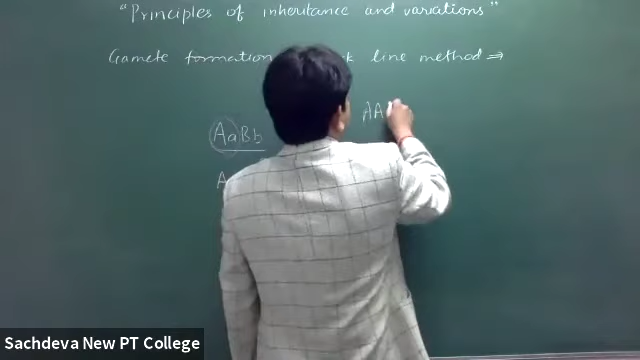 "Principles of inheritance and variations"
Gamete formation line method ⇒
AaBb
A
Sachdeva New PT College